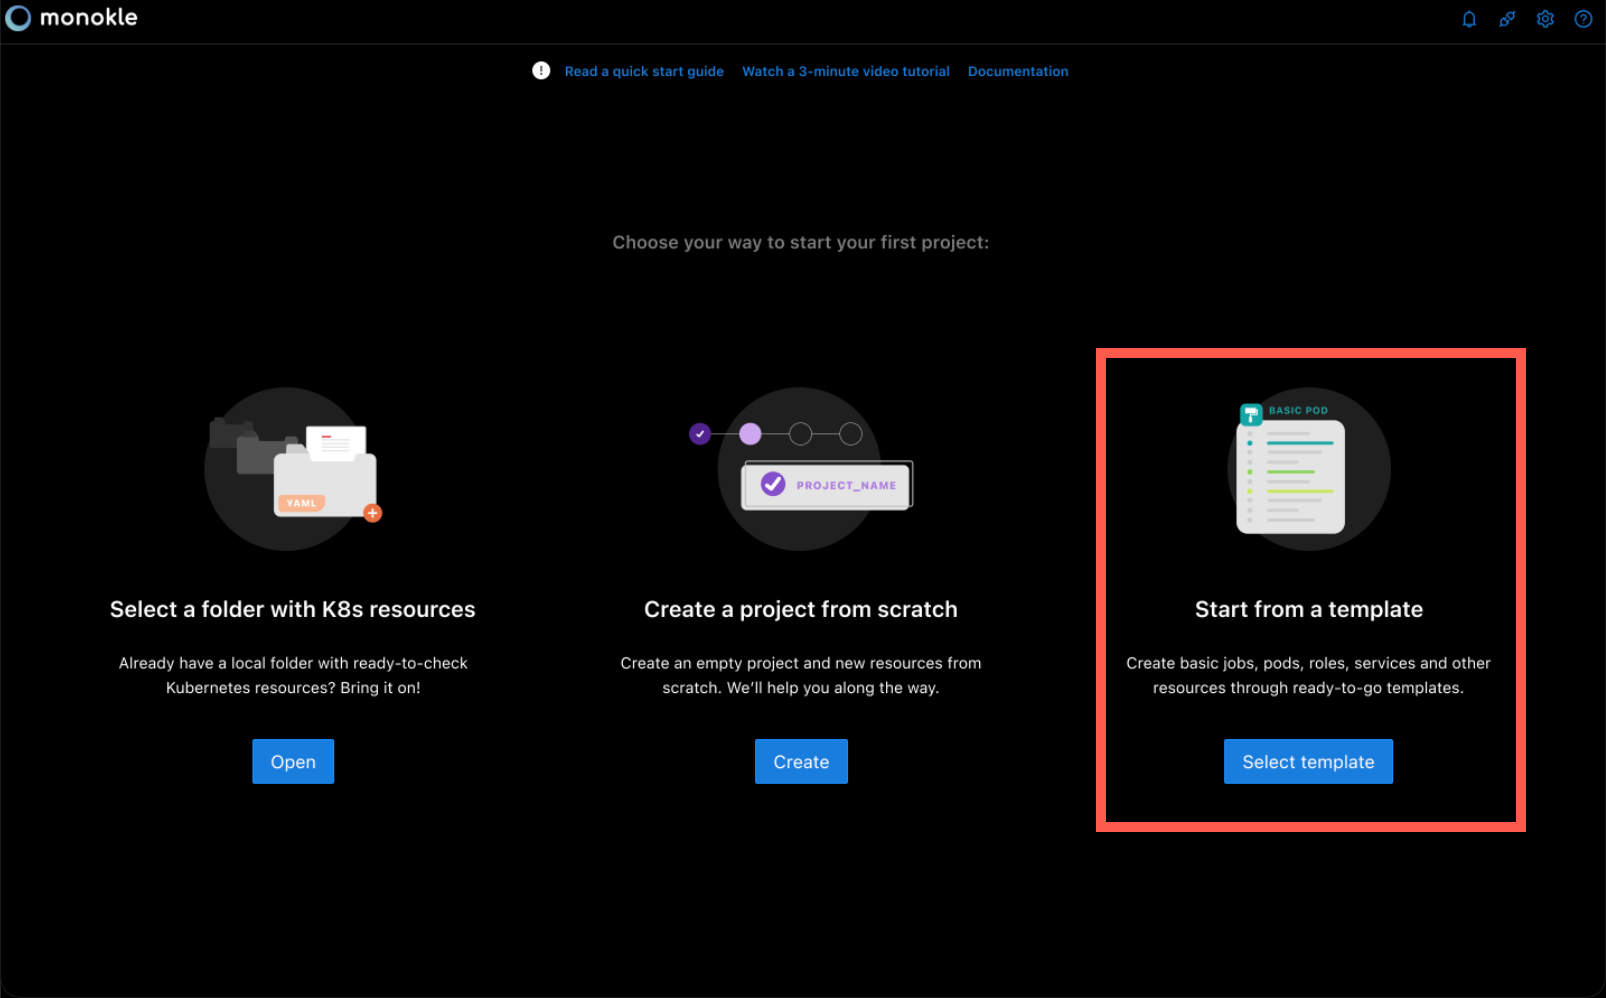 monokle
Read a quick start guide Watch a 3-minute video tutorial Documentation
Choose your way to start your first project:
YAML
PROJECT_NAME
BASIC POD
Select a folder with K8s resources
Already have a local folder with ready-to-check
Kubernetes resources? Bring it on!
Open
Create a project from scratch
Create an empty project and new resources from
scratch. We’ll help you along the way.
Create
Start from a template
Create basic jobs, pods, roles, services and other
resources through ready-to-go templates.
Select template